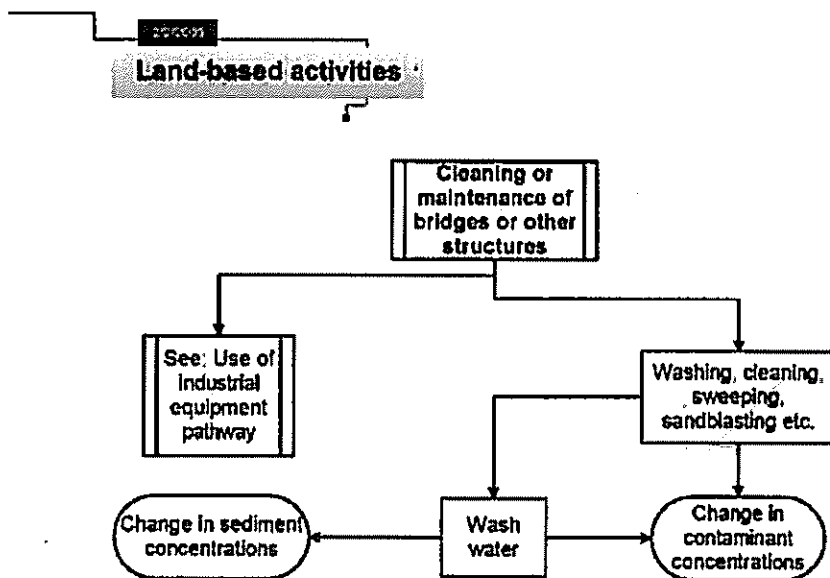 Land-based activities
Cleaning or
maintenance of
bridges or other
structures
See: Use of
industrial
equipment
pathway
Washing, cleaning,
sweeping,
sandblasting etc.
Change in sediment
concentrations
Wash
water
Change in
contaminant
concentrations